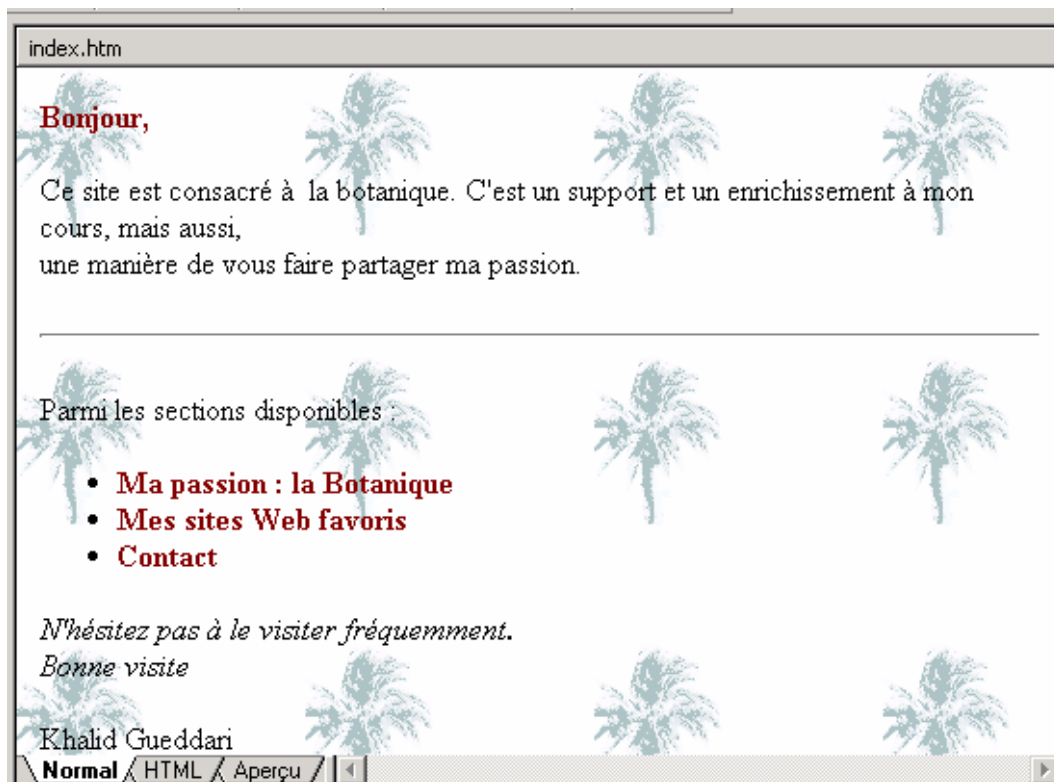 index.htm
Bonjour,
Ce site est consacré à la botanique. C'est un support et un enrichissement à mon
cours, mais aussi,
une manière de vous faire partager ma passion.
Parmi les sections disponibles :
• Ma passion : la Botanique
• Mes sites Web favoris
• Contact
N'hésitez pas à le visiter fréquemment.
Bonne visite
Khalid Gueddari
Normal HTML Aperçu